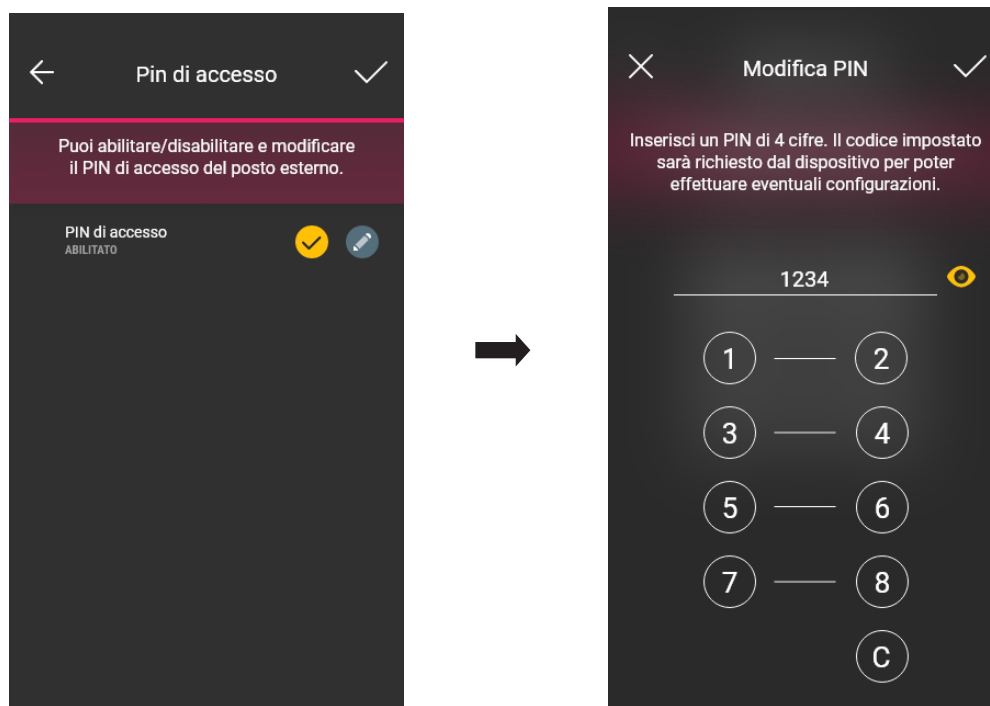 Pin di accesso
Puoi abilitare/disabilitare e modificare
il PIN di accesso del posto esterno.
PIN di accesso
ABILITATO
Modifica PIN
Inserisci un PIN di 4 cifre. Il codice impostato
sarà richiesto dal dispositivo per poter
effettuare eventuali configurazioni.
1234
1 2
3 4
5 6
7 8
C